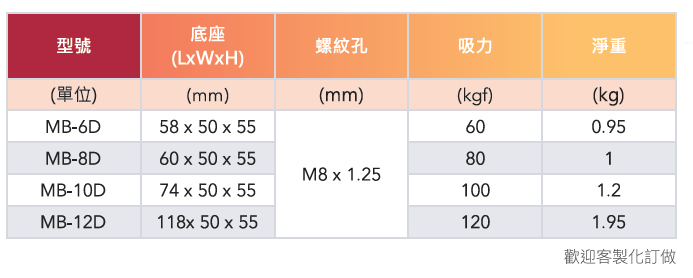 型號 底座 (LxWxH) 螺紋孔 吸力 淨重
(單位) (mm) (mm) (kgf) (kg)
MB-6D 58 x 50 x 55 M8 x 1.25 60 0.95
MB-8D 60 x 50 x 55 80 1
MB-10D 74 x 50 x 55 100 1.2
MB-12D 118x 50 x 55 120 1.95
歡迎客製化訂做